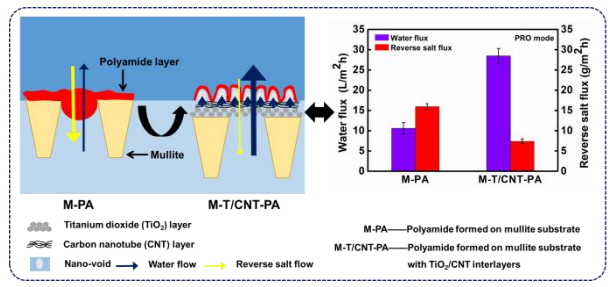 Polyamide layer
Mullite
M-PA
M-T/CNT-PA
Titanium dioxide (TiO₂) layer
Carbon nanotube (CNT) layer
Nano-void
Water flow
Reverse salt flow
Water flux
Reverse salt flux
PRO mode
Water flux (L/m²h)
35
30
25
20
15
10
5
0
M-PA
M-T/CNT-PA
35
30
25
20
15
10
5
0
Reverse salt flux (g/m²h)
M-PA——Polyamide formed on mullite substrate
M-T/CNT-PA——Polyamide formed on mullite substrate
with TiO₂/CNT interlayers